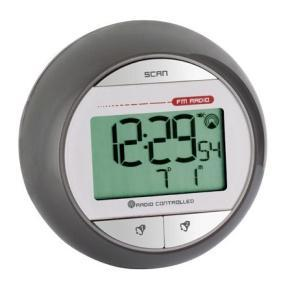 SCAN
FM RADIO
12:29 54
7° 1 m
RADIO CONTROLLED